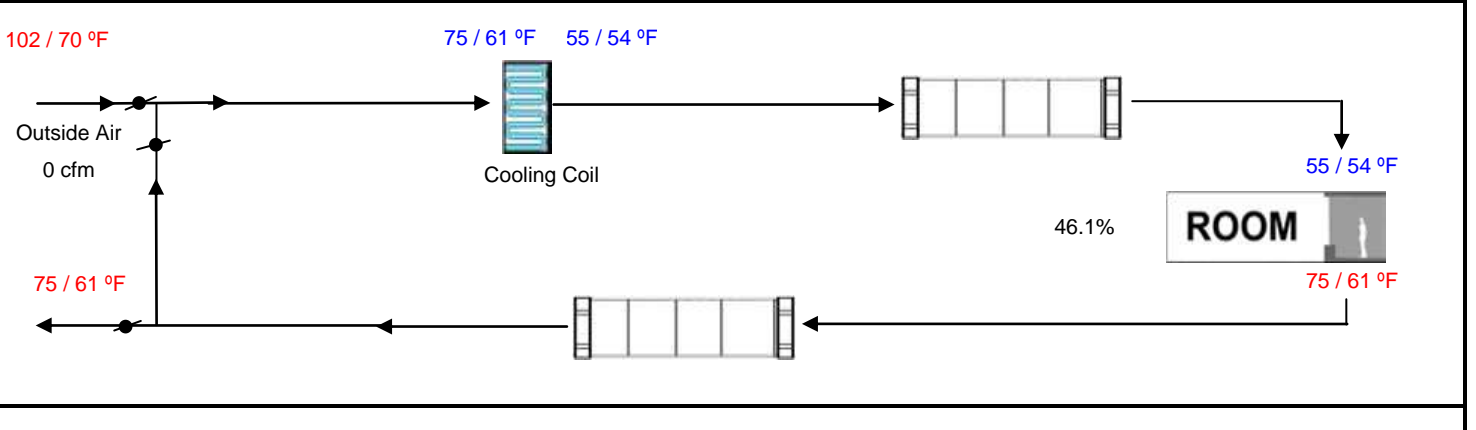 102 / 70 ºF
75 / 61 ºF
55 / 54 ºF
Outside Air
0 cfm
Cooling Coil
55 / 54 ºF
46.1%
ROOM
75 / 61 ºF
75 / 61 ºF